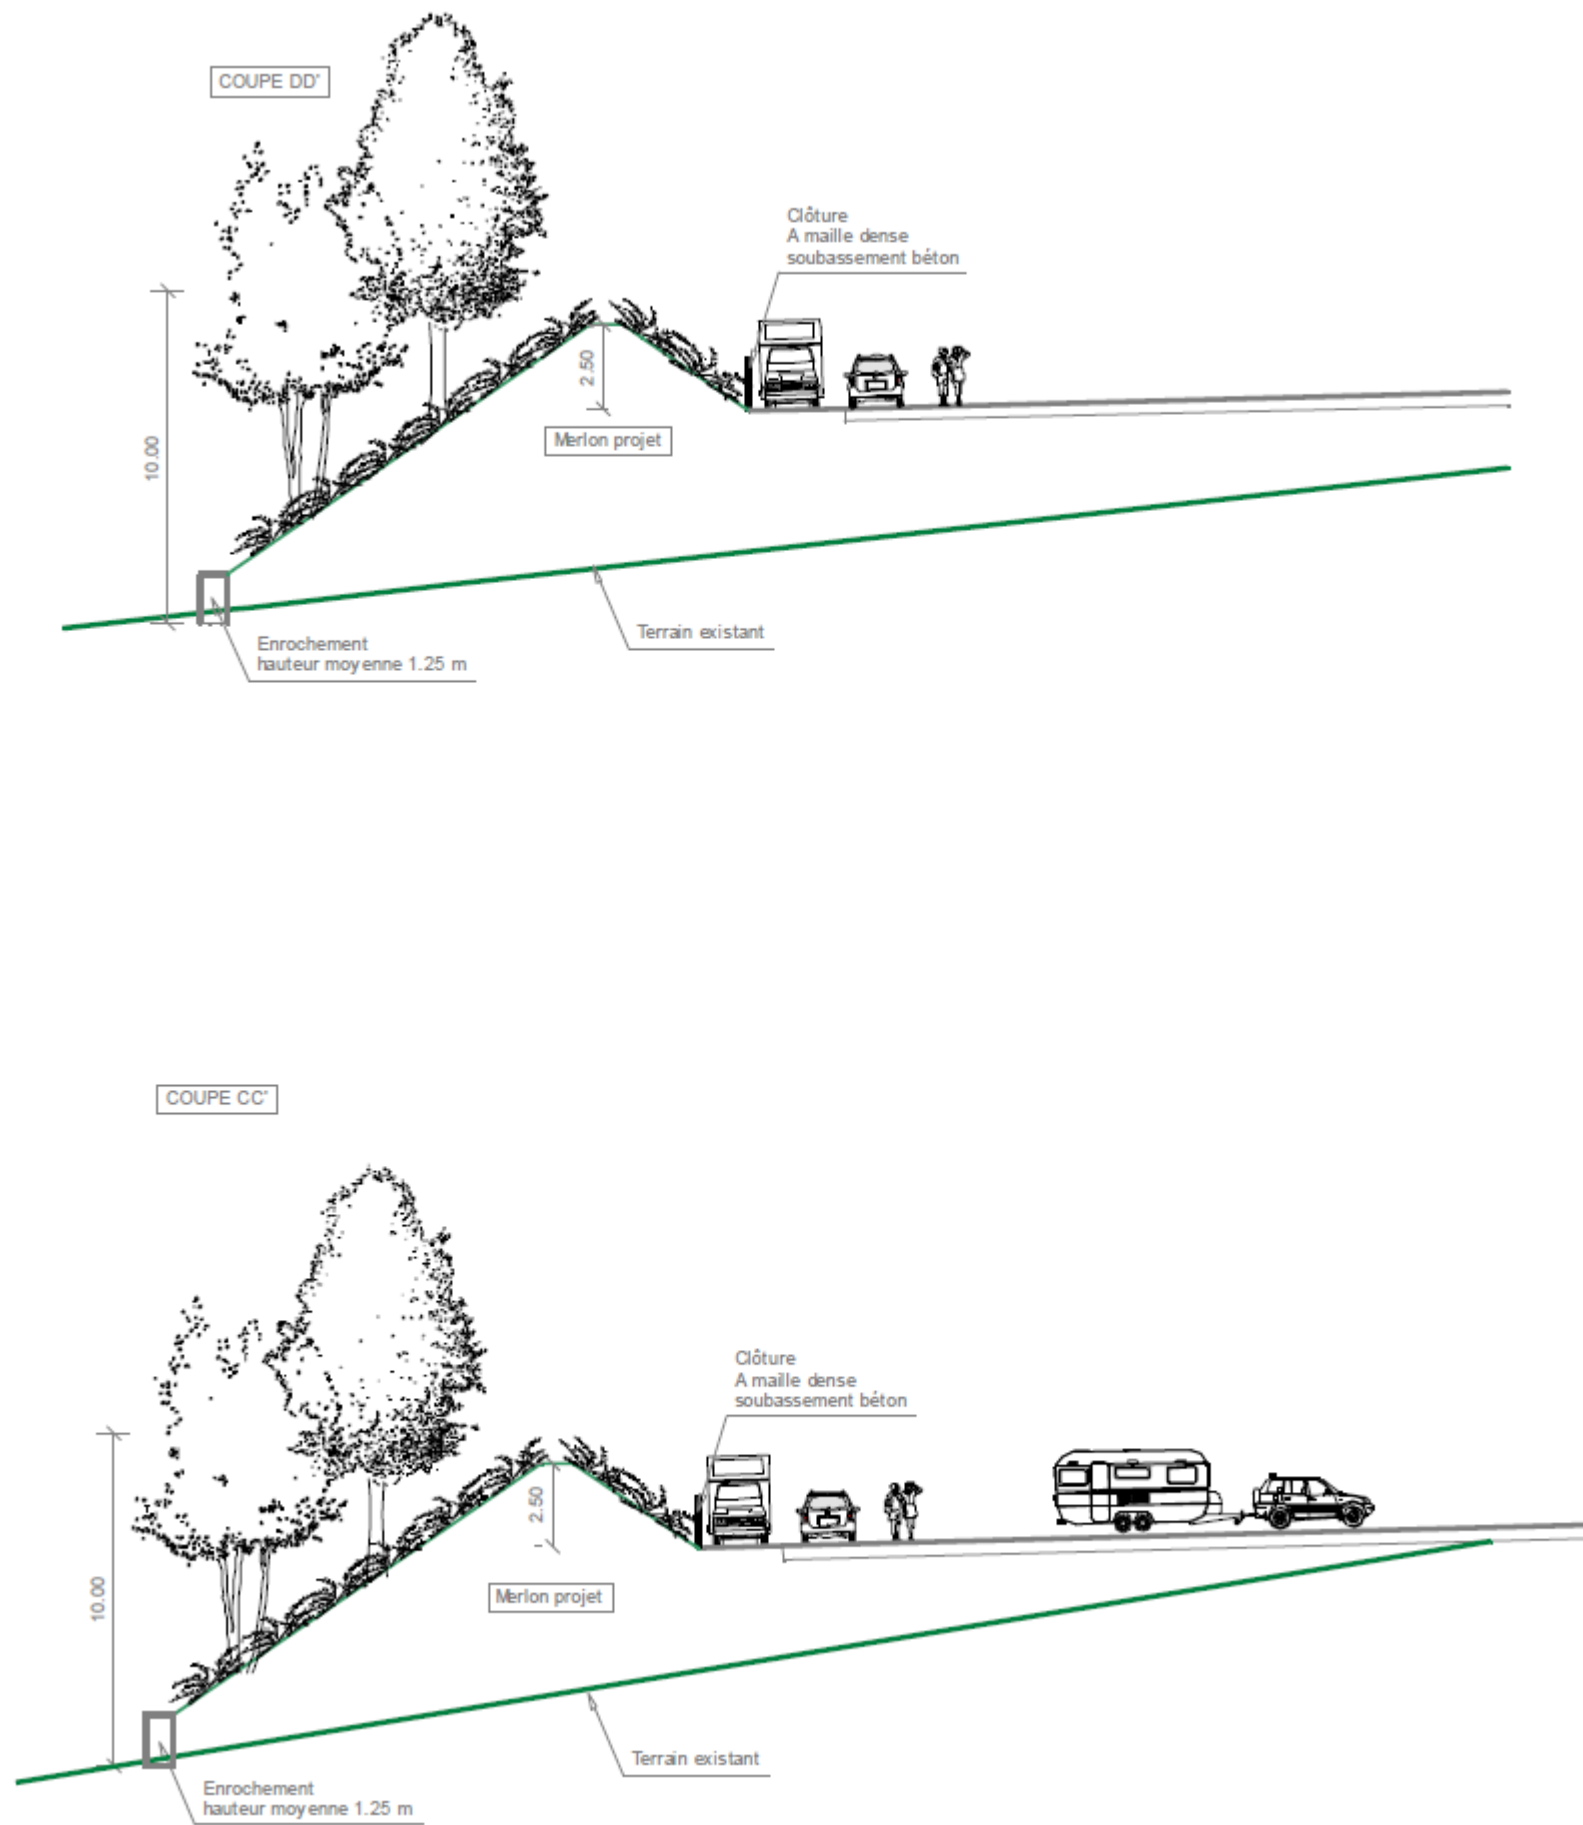 COUPE DD'
Clôture
A maille dense
soubassement béton
2.50
Merlon projet
10.00
Terrain existant
Enrochement
hauteur moyenne 1.25 m
COUPE CC'
Clôture
A maille dense
soubassement béton
2.50
Merlon projet
10.00
Terrain existant
Enrochement
hauteur moyenne 1.25 m